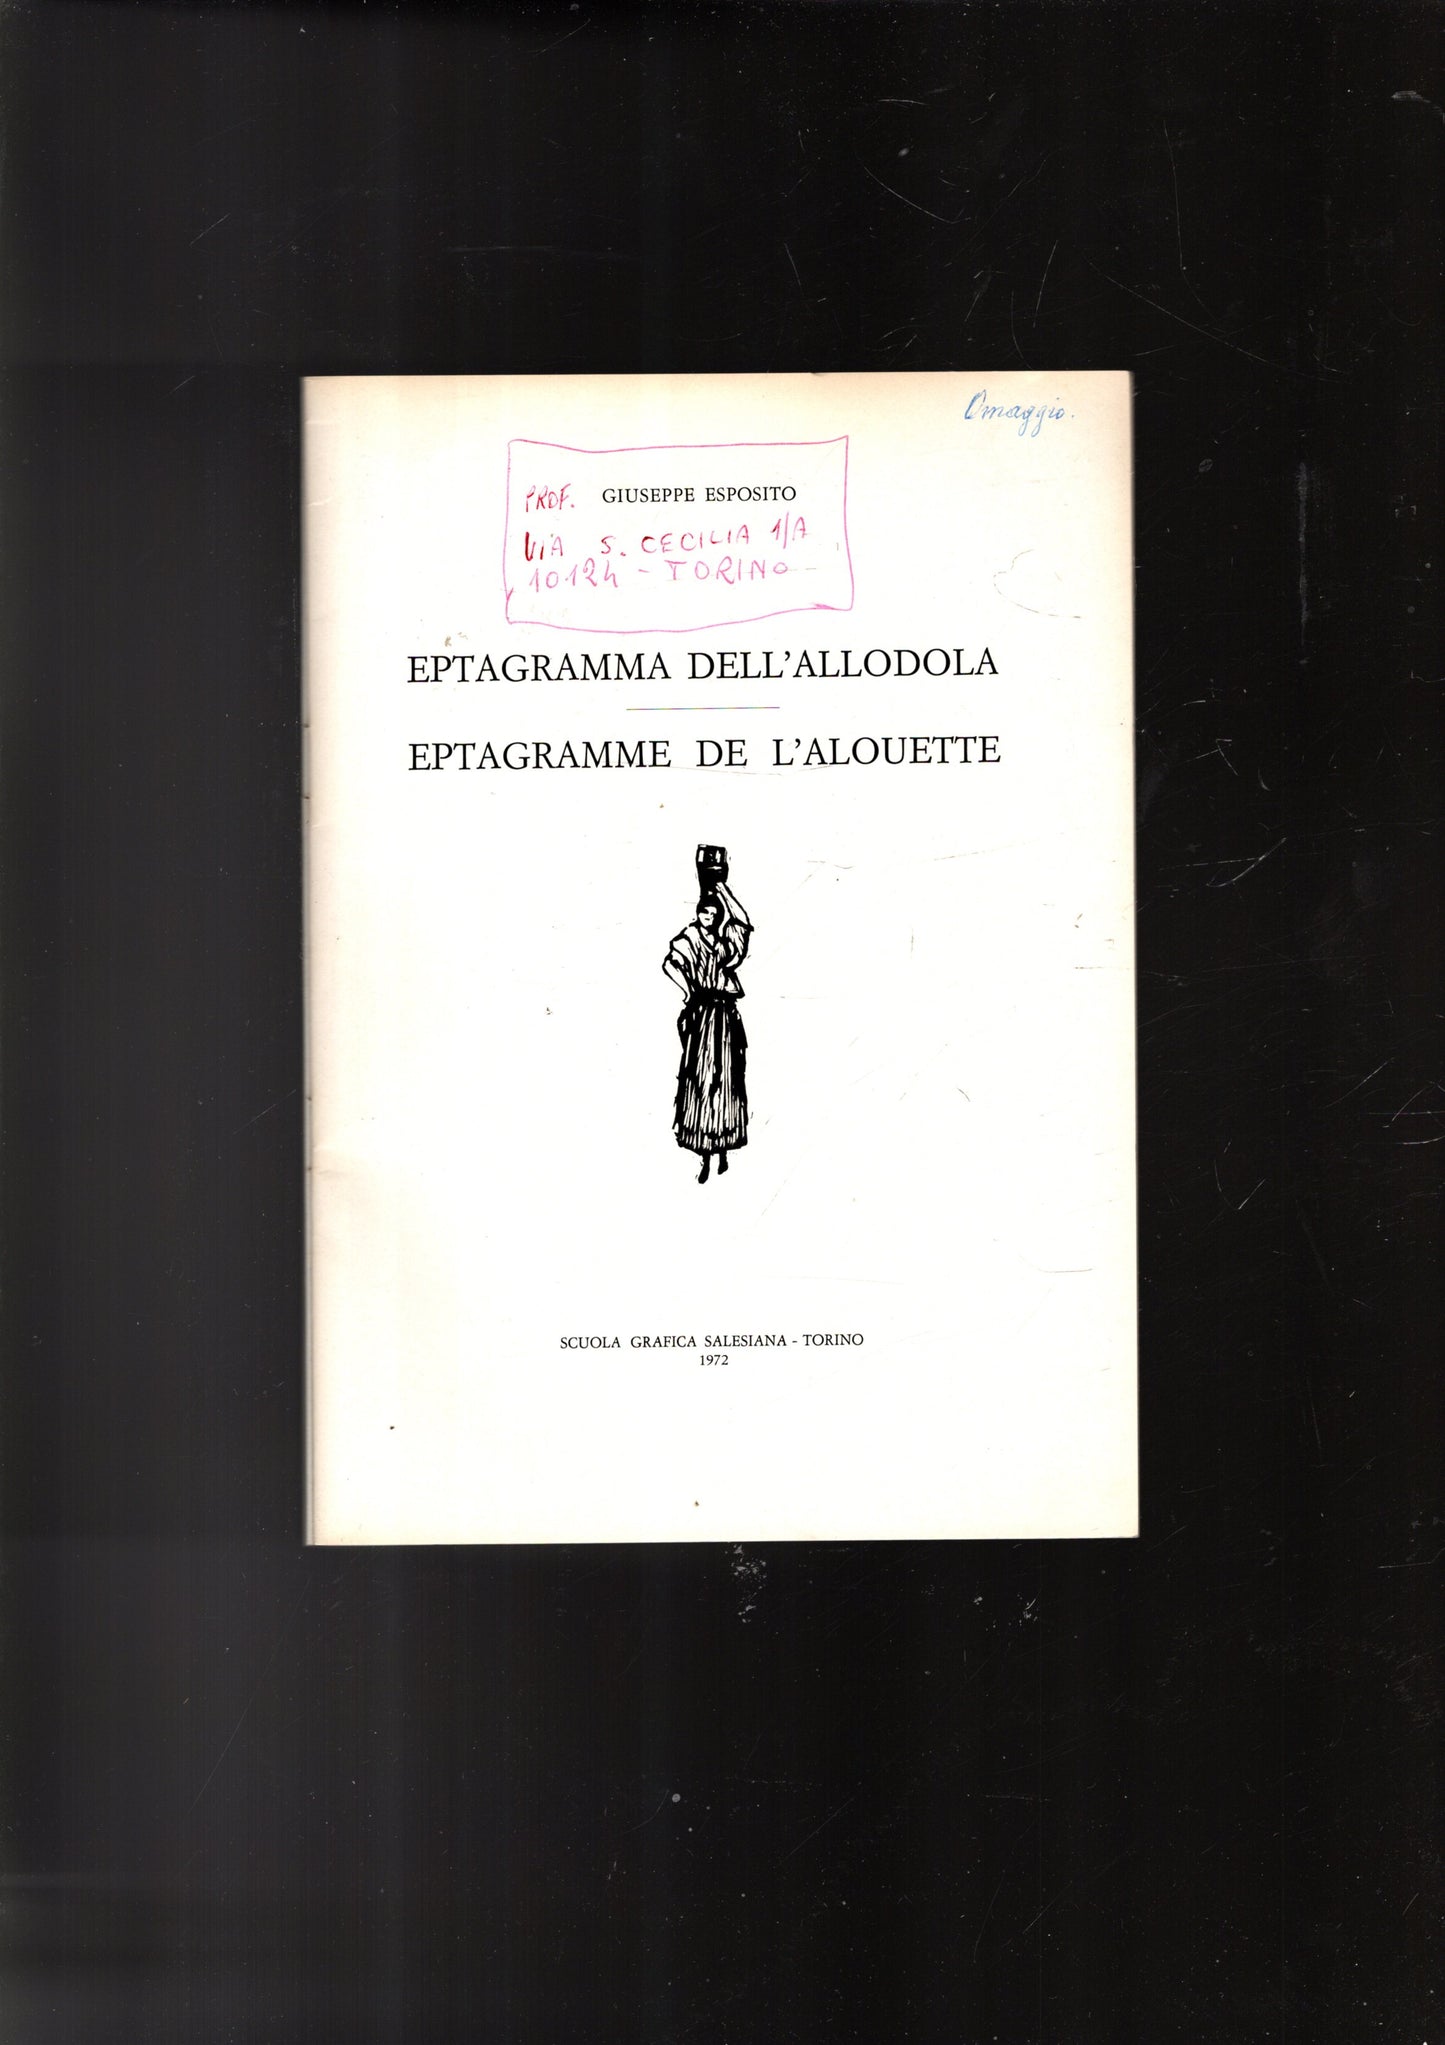 Omaggio.
PROF. GIUSEPPE ESPOSITO
VIA S. CECILIA 1/A
10124 - TORINO
EPTAGRAMMA DELL'ALLODOLA
EPTAGRAMME DE L'ALOUETTE
SCUOLA GRAFICA SALESIANA - TORINO
1972